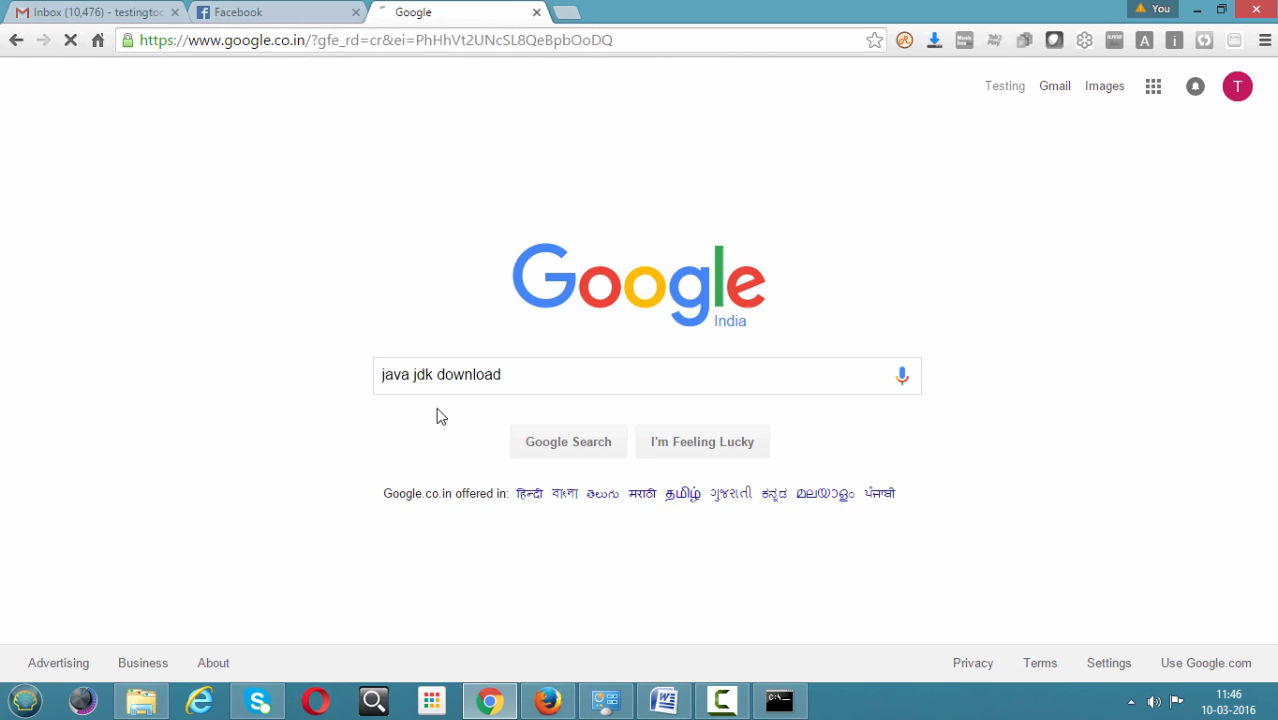 Inbox (10,476) - testingtoc
Facebook
Google
You
https://www.google.co.in/?gfe_rd=cr&ei=PhHhVt2UNcSL8QeBpbOoDQ
Testing Gmail Images T
Google
India
java jdk download
Google Search I'm Feeling Lucky
Google.co.in offered in: हिन्दी বাংলা తెలుగు मराठी தமிழ் ગુજરાતી ಕನ್ನಡ മലയാളം ਪੰਜਾਬੀ
Advertising Business About Privacy Terms Settings Use Google.com
11:46
10-03-2016